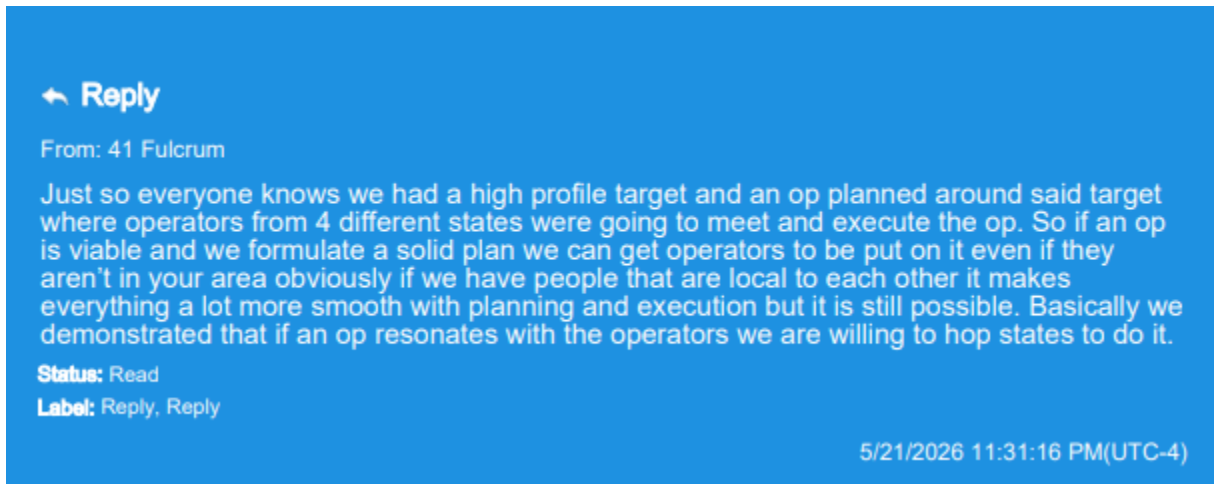 Reply
From: 41 Fulcrum
Just so everyone knows we had a high profile target and an op planned around said target
where operators from 4 different states were going to meet and execute the op. So if an op
is viable and we formulate a solid plan we can get operators to be put on it even if they
aren't in your area obviously if we have people that are local to each other it makes
everything a lot more smooth with planning and execution but it is still possible. Basically we
demonstrated that if an op resonates with the operators we are willing to hop states to do it.
Status: Read
Label: Reply, Reply
5/21/2026 11:31:16 PM(UTC-4)